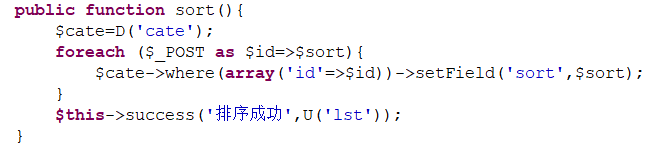 public function sort(){
    $cate=D('cate');
    foreach ($_POST as $id=>$sort){
        $cate->where(array('id'=>$id))->setField('sort',$sort);
    }
    $this->success('排序成功',U('lst'));
}